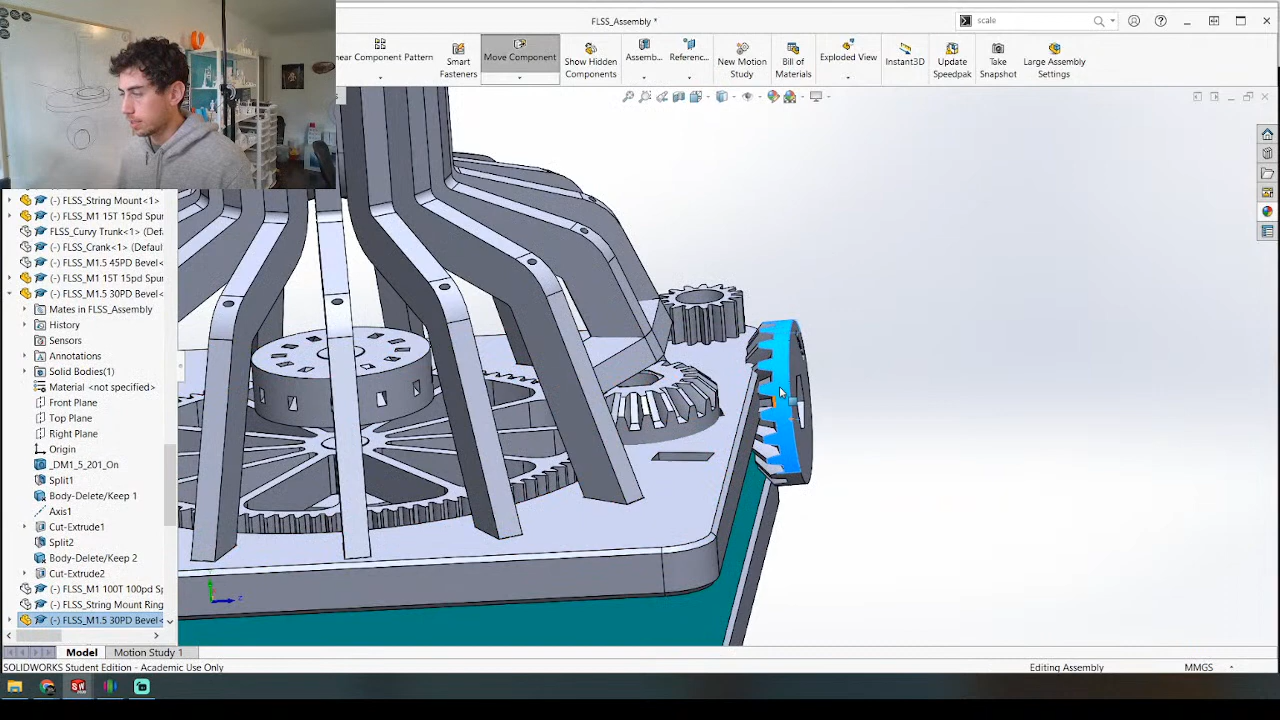 FLSS_Assembly *
scale
near Component Pattern
Smart
Fasteners
Move Component
Show Hidden
Components
Assemb...
Referenc...
New Motion
Study
Bill of
Materials
Exploded View
Instant3D
Update
Speedpak
Take
Snapshot
Large Assembly
Settings
(-) FLSS_String Mount<1>
(-) FLSS_M1 15T 15pd Spur
FLSS_Curvy Trunk<1> (Defa
(-) FLSS_Crank<1> (Default
(-) FLSS_M1.5 45PD Bevel<
(-) FLSS_M1 15T 15pd Spur
(-) FLSS_M1.5 30PD Bevel<
Mates in FLSS_Assembly
History
Sensors
Annotations
Solid Bodies(1)
Material <not specified>
Front Plane
Top Plane
Right Plane
Origin
_DM1_5_201_On
Split1
Body-Delete/Keep 1
Axis1
Cut-Extrude1
Split2
Body-Delete/Keep 2
Cut-Extrude2
(-) FLSS_M1 100T 100pd Sp
(-) FLSS_String Mount Ring
(-) FLSS_M1.5 30PD Bevel<
Model
Motion Study 1
SOLIDWORKS Student Edition - Academic Use Only
Editing Assembly
MMGS